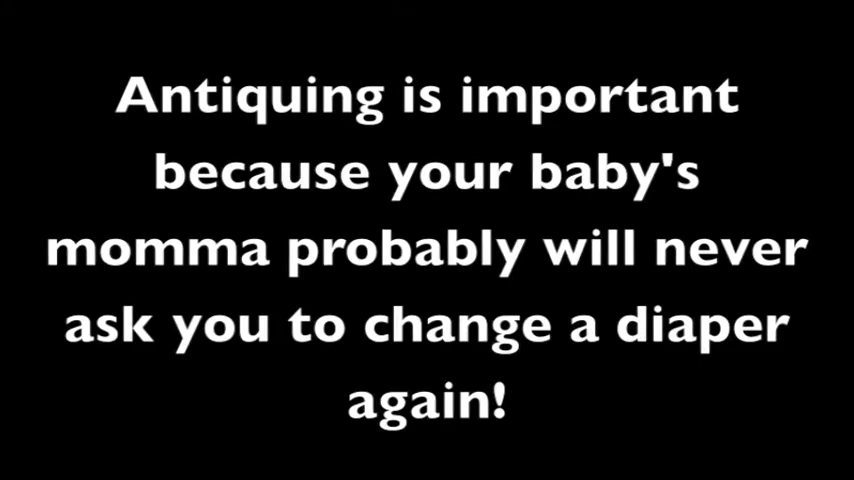 Antiquing is important
because your baby's
momma probably will never
ask you to change a diaper
again!